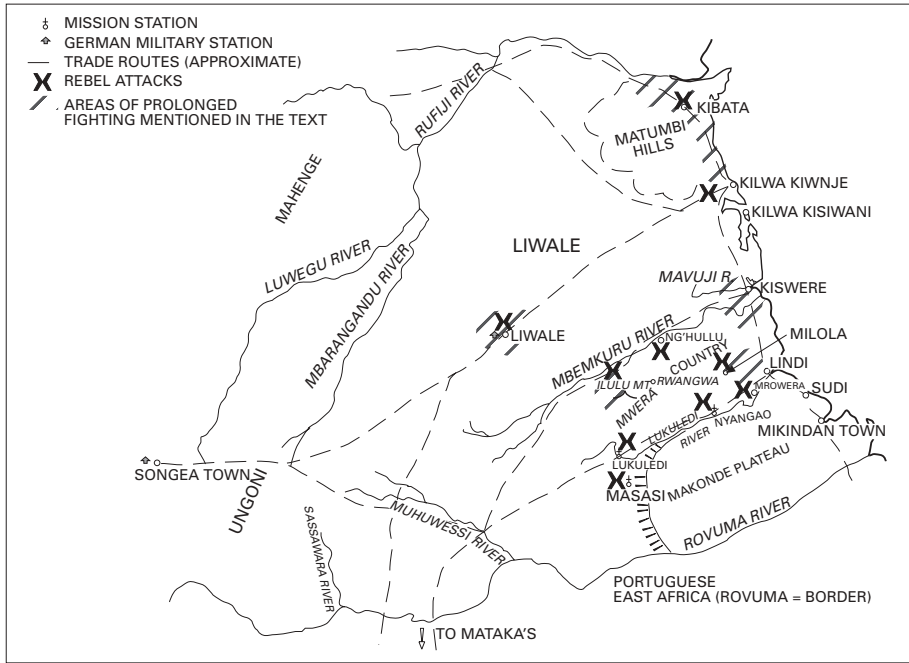 MISSION STATION
GERMAN MILITARY STATION
TRADE ROUTES (APPROXIMATE)
REBEL ATTACKS
AREAS OF PROLONGED
FIGHTING MENTIONED IN THE TEXT
RUFIJI RIVER
KIBATA
MATUMBI
HILLS
MAHENGE
KILWA KIWNJE
KILWA KISIWANI
LIWALE
LUWEGU RIVER
MBARANGANDU RIVER
MAVUJI R.
KISWERE
LIWALE
MBEMKURU RIVER
NG'HULLU
MILOLA
COUNTRY
LINDI
ILULU MT
RWANGWA
MROWERA
SUDI
MWERA
LUKULEDI
RIVER
NYANGAO
MIKINDAN TOWN
LUKULEDI
MAKONDE PLATEAU
MASASI
SONGEA TOWN
UNGONI
SASSAWARA RIVER
MUHUWESSI RIVER
ROVUMA RIVER
PORTUGUESE
EAST AFRICA (ROVUMA = BORDER)
TO MATAKA'S